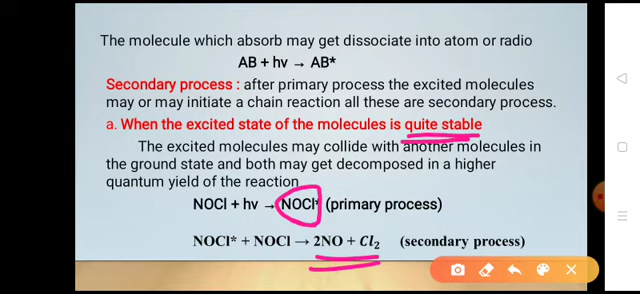 The molecule which absorb may get dissociate into atom or radio
AB + hv → AB*
Secondary process : after primary process the excited molecules
may or may initiate a chain reaction all these are secondary process.
a. When the excited state of the molecules is quite stable
The excited molecules may collide with another molecules in
the ground state and both may get decomposed in a higher
quantum yield of the reaction
NOCl + hv → NOCl* (primary process)
NOCl* + NOCl → 2NO + Cl₂ (secondary process)